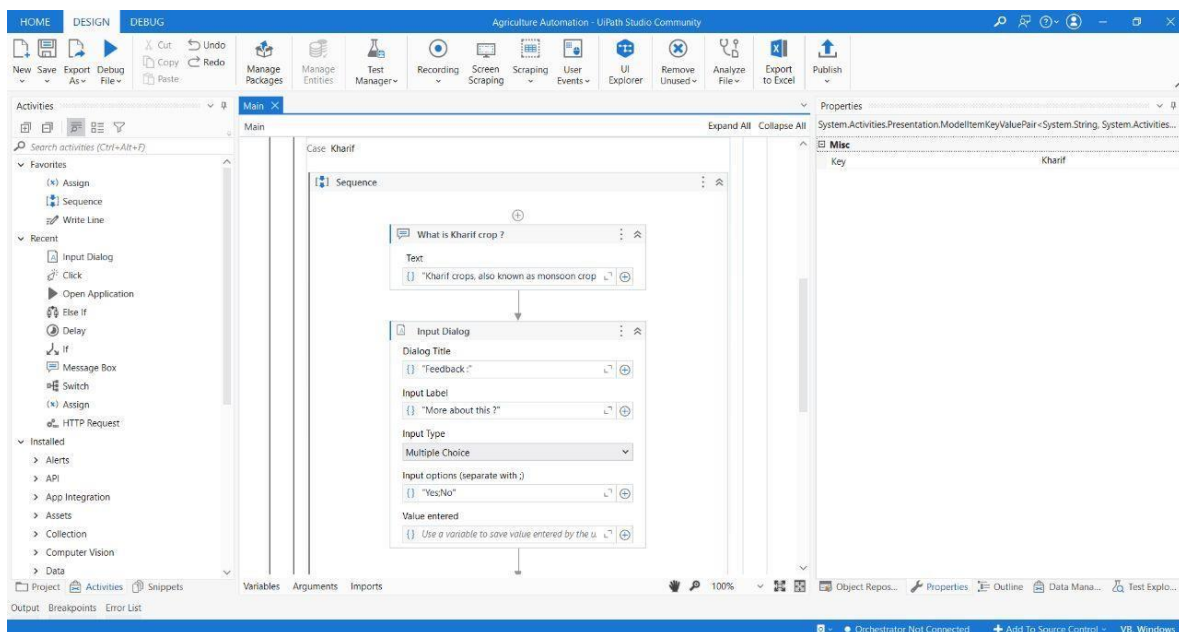 HOME DESIGN DEBUG Agriculture Automation - UiPath Studio Community
New Save Export As Debug File Cut Copy Paste Undo Redo Manage Packages Manage Entities Test Manager Recording Screen Scraping Scraping User Events UI Explorer Remove Unused Analyze File Export to Excel Publish
Activities
Search activities (Ctrl+Alt+F)
Favorites
Assign
Sequence
Write Line
Recent
Input Dialog
Click
Open Application
Else If
Delay
If
Message Box
Switch
Assign
HTTP Request
Installed
Alerts
API
App Integration
Assets
Collection
Computer Vision
Data
Project Activities Snippets
Main
Main Expand All Collapse All
Case Kharif
Sequence
What is Kharif crop ?
Text
"Kharif crops, also known as monsoon crop
Input Dialog
Dialog Title
"Feedback :"
Input Label
"More about this ?"
Input Type
Multiple Choice
Input options (separate with ;)
"Yes;No"
Value entered
Use a variable to save value entered by the u
Variables Arguments Imports 100%
Properties
System.Activities.Presentation.ModelItemKeyValuePair<System.String, System.Activities...
Misc
Key Kharif
Object Repos... Properties Outline Data Mana... Test Explo...
Output Breakpoints Error List
Orchestrator Not Connected Add To Source Control VB, Windows